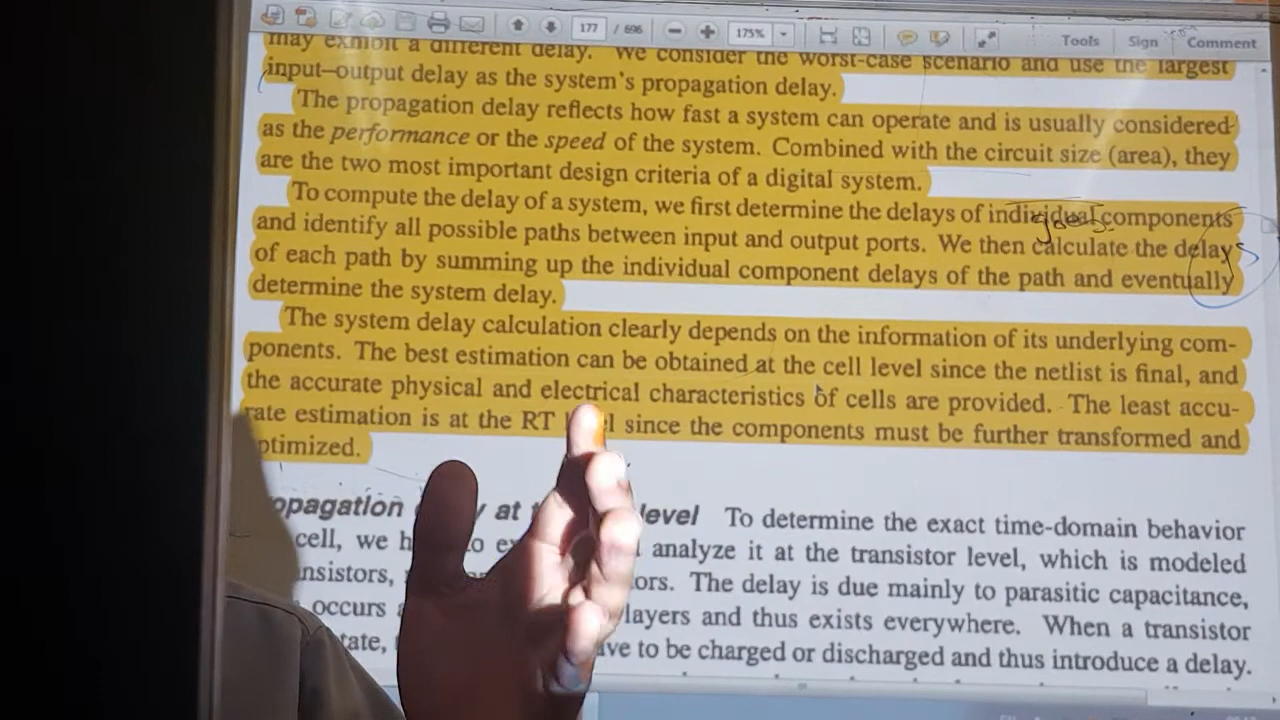 177 / 696 175% Tools Sign Comment
may exhibit a different delay. We consider the worst-case scenario and use the largest
input–output delay as the system's propagation delay.
The propagation delay reflects how fast a system can operate and is usually considered
as the performance or the speed of the system. Combined with the circuit size (area), they
are the two most important design criteria of a digital system.
To compute the delay of a system, we first determine the delays of individual components
and identify all possible paths between input and output ports. We then calculate the delays
of each path by summing up the individual component delays of the path and eventually
determine the system delay.
The system delay calculation clearly depends on the information of its underlying com-
ponents. The best estimation can be obtained at the cell level since the netlist is final, and
the accurate physical and electrical characteristics of cells are provided. The least accu-
rate estimation is at the RT level since the components must be further transformed and
optimized.
opagation at level To determine the exact time-domain behavior
cell, we analyze it at the transistor level, which is modeled
nsistors, tors. The delay is due mainly to parasitic capacitance,
occurs layers and thus exists everywhere. When a transistor
tate, ave to be charged or discharged and thus introduce a delay.